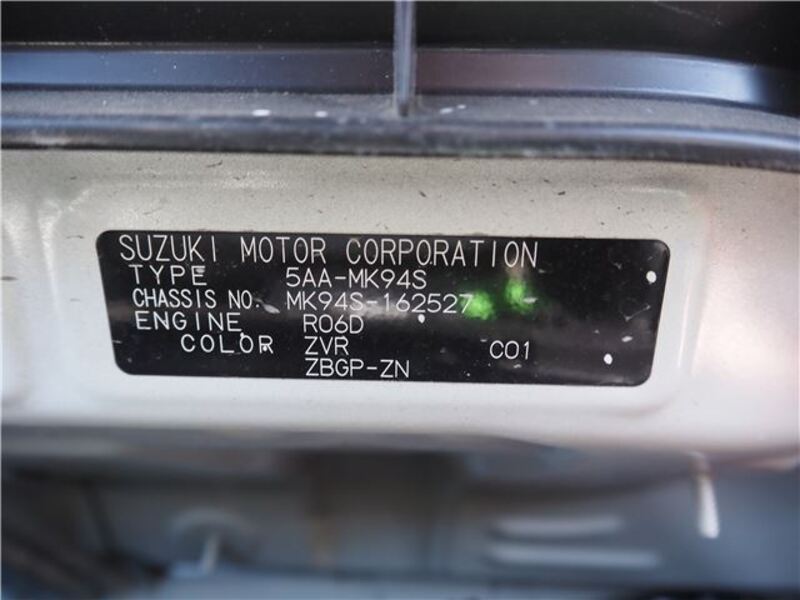 SUZUKI MOTOR CORPORATION
TYPE 5AA-MK94S
CHASSIS NO. MK94S-162527
ENGINE R06D
COLOR ZVR C01
ZBGP-ZN